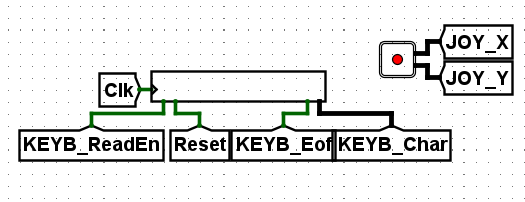 JOY_X
JOY_Y
Clk
KEYB_ReadEn
Reset
KEYB_Eof
KEYB_Char